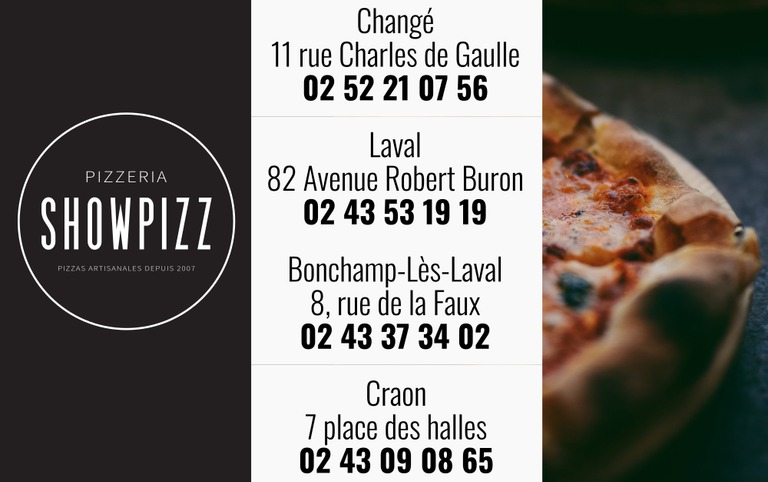 PIZZERIA
SHOWPIZZ
PIZZAS ARTISANALES DEPUIS 2007
Changé
11 rue Charles de Gaulle
02 52 21 07 56
Laval
82 Avenue Robert Buron
02 43 53 19 19
Bonchamp-Lès-Laval
8, rue de la Faux
02 43 37 34 02
Craon
7 place des halles
02 43 09 08 65